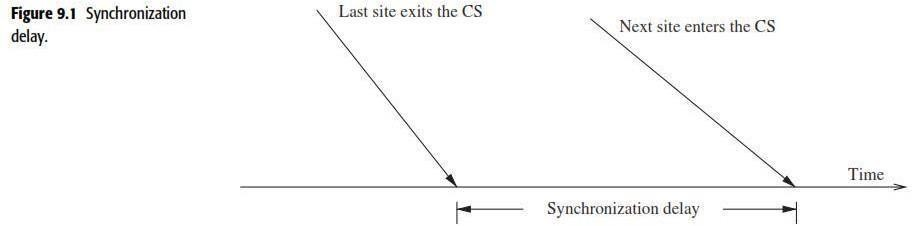 Figure 9.1 Synchronization
delay.
Last site exits the CS
Next site enters the CS
Time
Synchronization delay